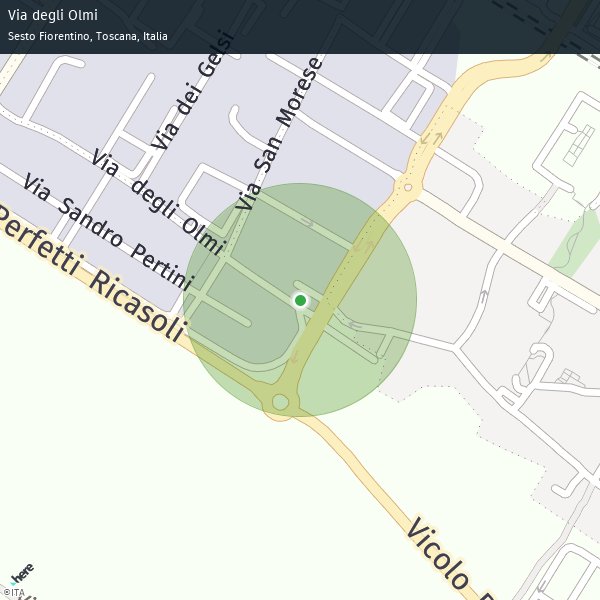 Via degli Olmi
Sesto Fiorentino, Toscana, Italia
Via dei Gelsi
Via San Morese
Via degli Olmi
Via Sandro Pertini
Perfetti Ricasoli
Vicolo
here
©ITA